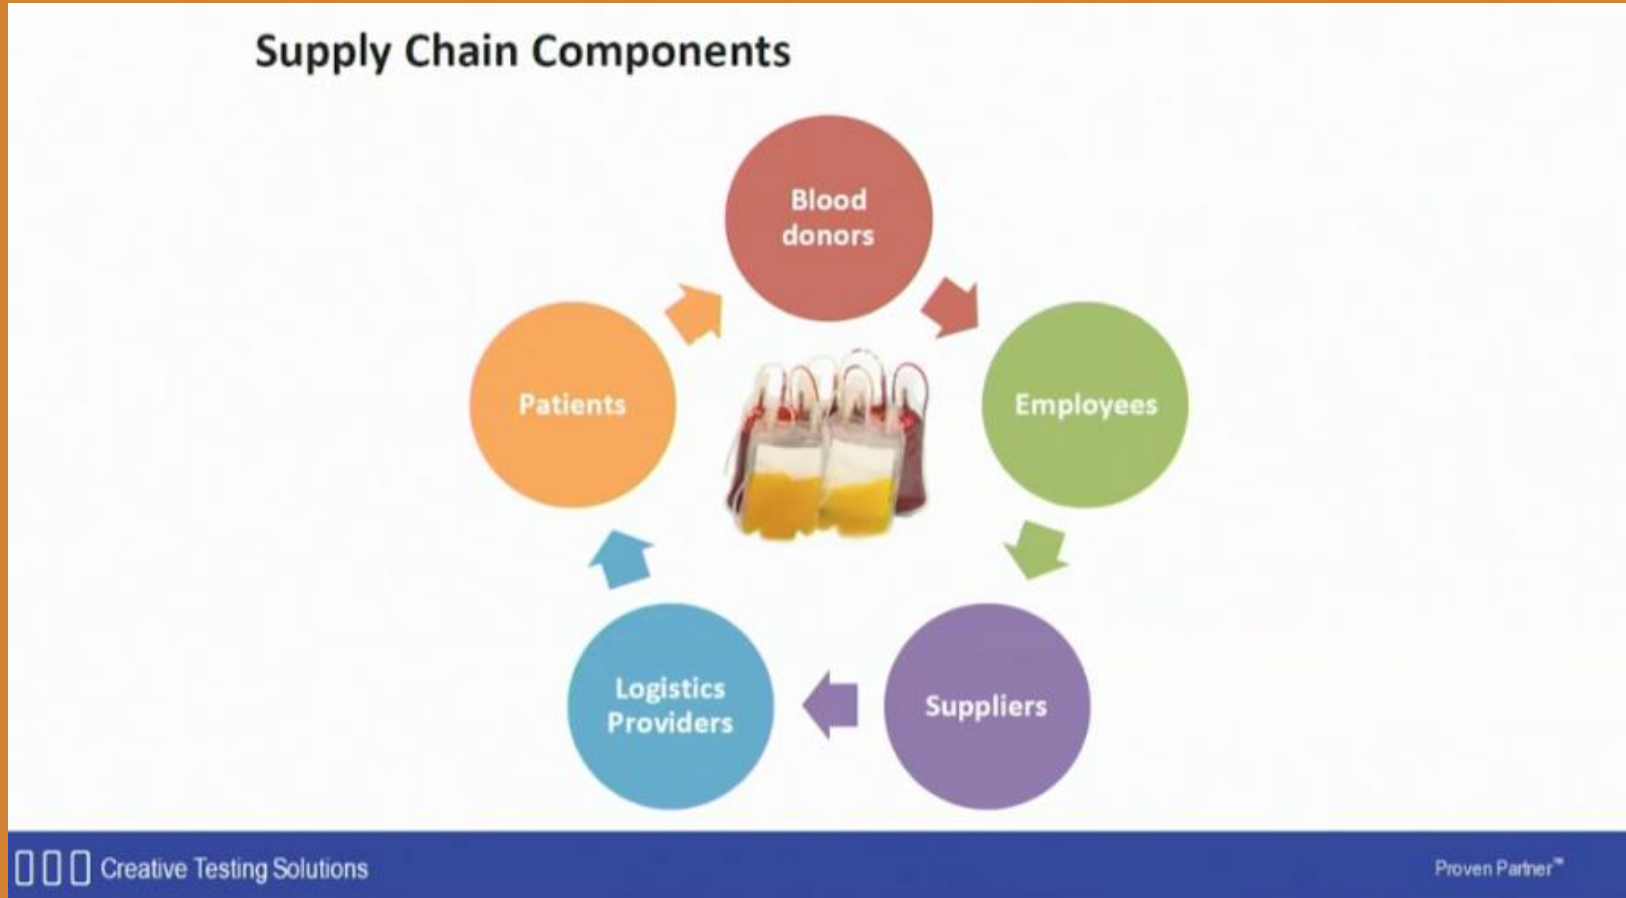 Supply Chain Components
Blood
donors
Patients
Employees
Logistics
Providers
Suppliers
Creative Testing Solutions
Proven Partner™